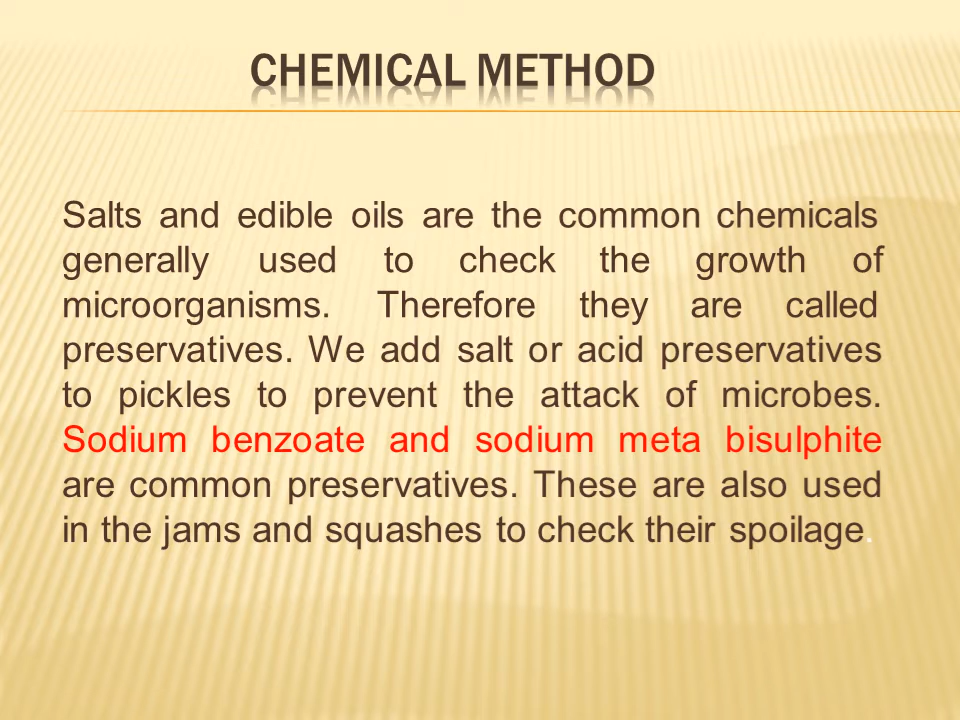 CHEMICAL METHOD
Salts and edible oils are the common chemicals
generally used to check the growth of
microorganisms. Therefore they are called
preservatives. We add salt or acid preservatives
to pickles to prevent the attack of microbes.
Sodium benzoate and sodium meta bisulphite
are common preservatives. These are also used
in the jams and squashes to check their spoilage.